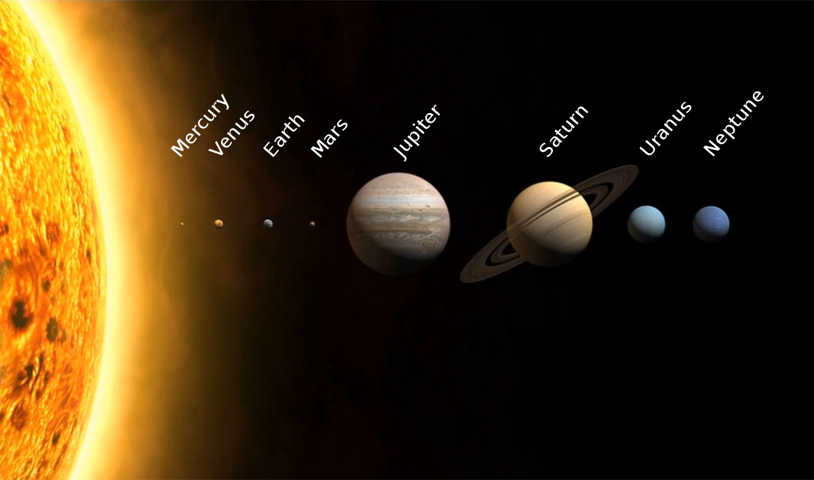 Mercury
Venus
Earth
Mars
Jupiter
Saturn
Uranus
Neptune